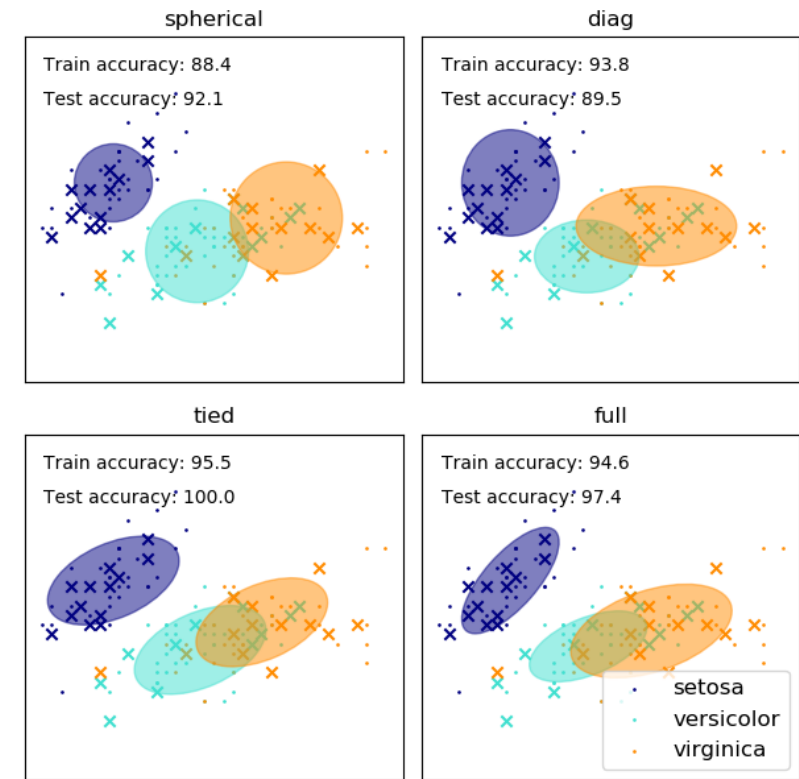 spherical
Train accuracy: 88.4
Test accuracy: 92.1
diag
Train accuracy: 93.8
Test accuracy: 89.5
tied
Train accuracy: 95.5
Test accuracy: 100.0
full
Train accuracy: 94.6
Test accuracy: 97.4
setosa
versicolor
virginica